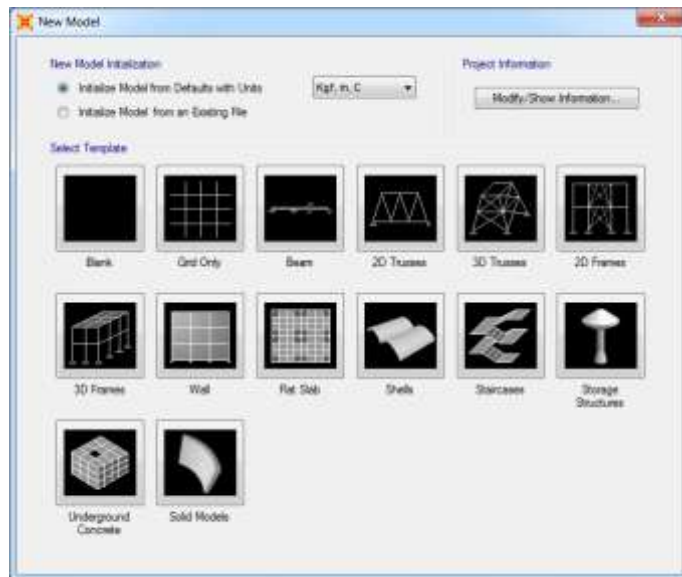 New Model
New Model Initialization
Initialize Model from Defaults with Units
Kgf, m, C
Initialize Model from an Existing File
Project Information
Modify/Show Information...
Select Template
Blank
Grid Only
Beam
2D Trusses
3D Trusses
2D Frames
3D Frames
Wall
Flat Slab
Shells
Staircases
Storage
Structures
Underground
Concrete
Solid Models